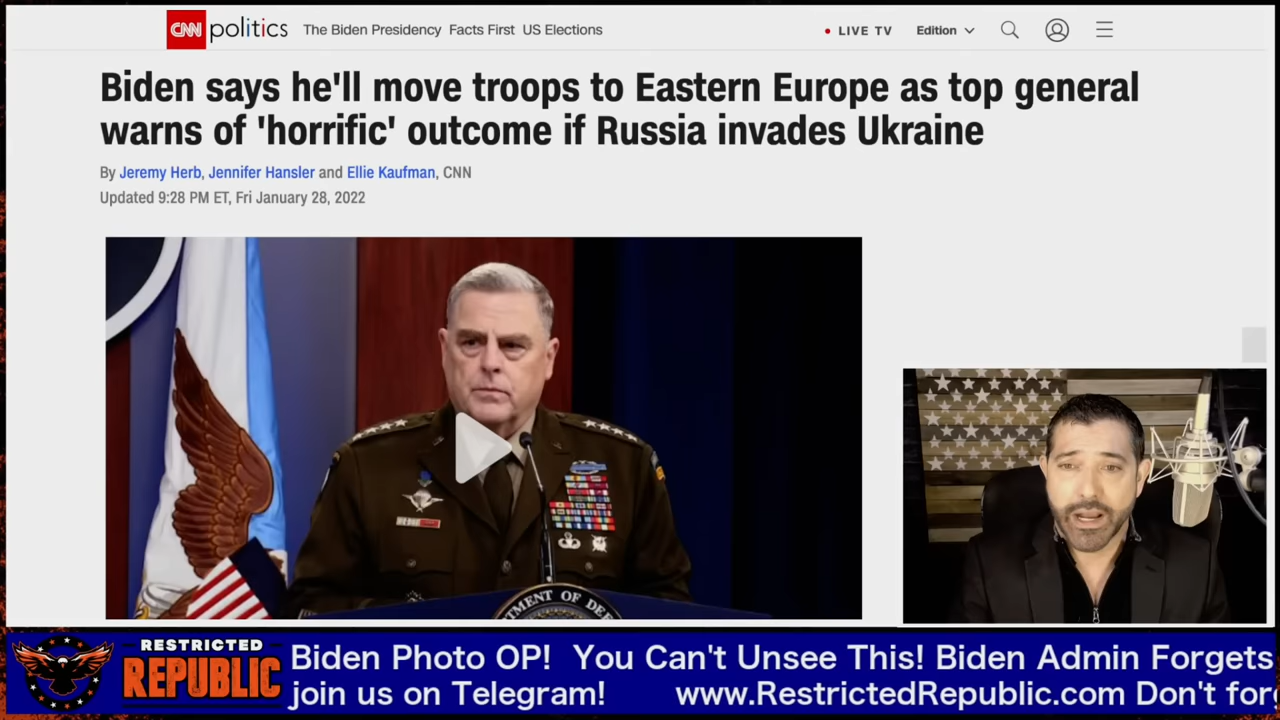 CNN politics The Biden Presidency Facts First US Elections LIVE TV Edition
Biden says he'll move troops to Eastern Europe as top general
warns of 'horrific' outcome if Russia invades Ukraine
By Jeremy Herb, Jennifer Hansler and Ellie Kaufman, CNN
Updated 9:28 PM ET, Fri January 28, 2022
TMENT OF DEF
RESTRICTED
REPUBLIC
Biden Photo OP! You Can't Unsee This! Biden Admin Forgets
join us on Telegram! www.RestrictedRepublic.com Don't for